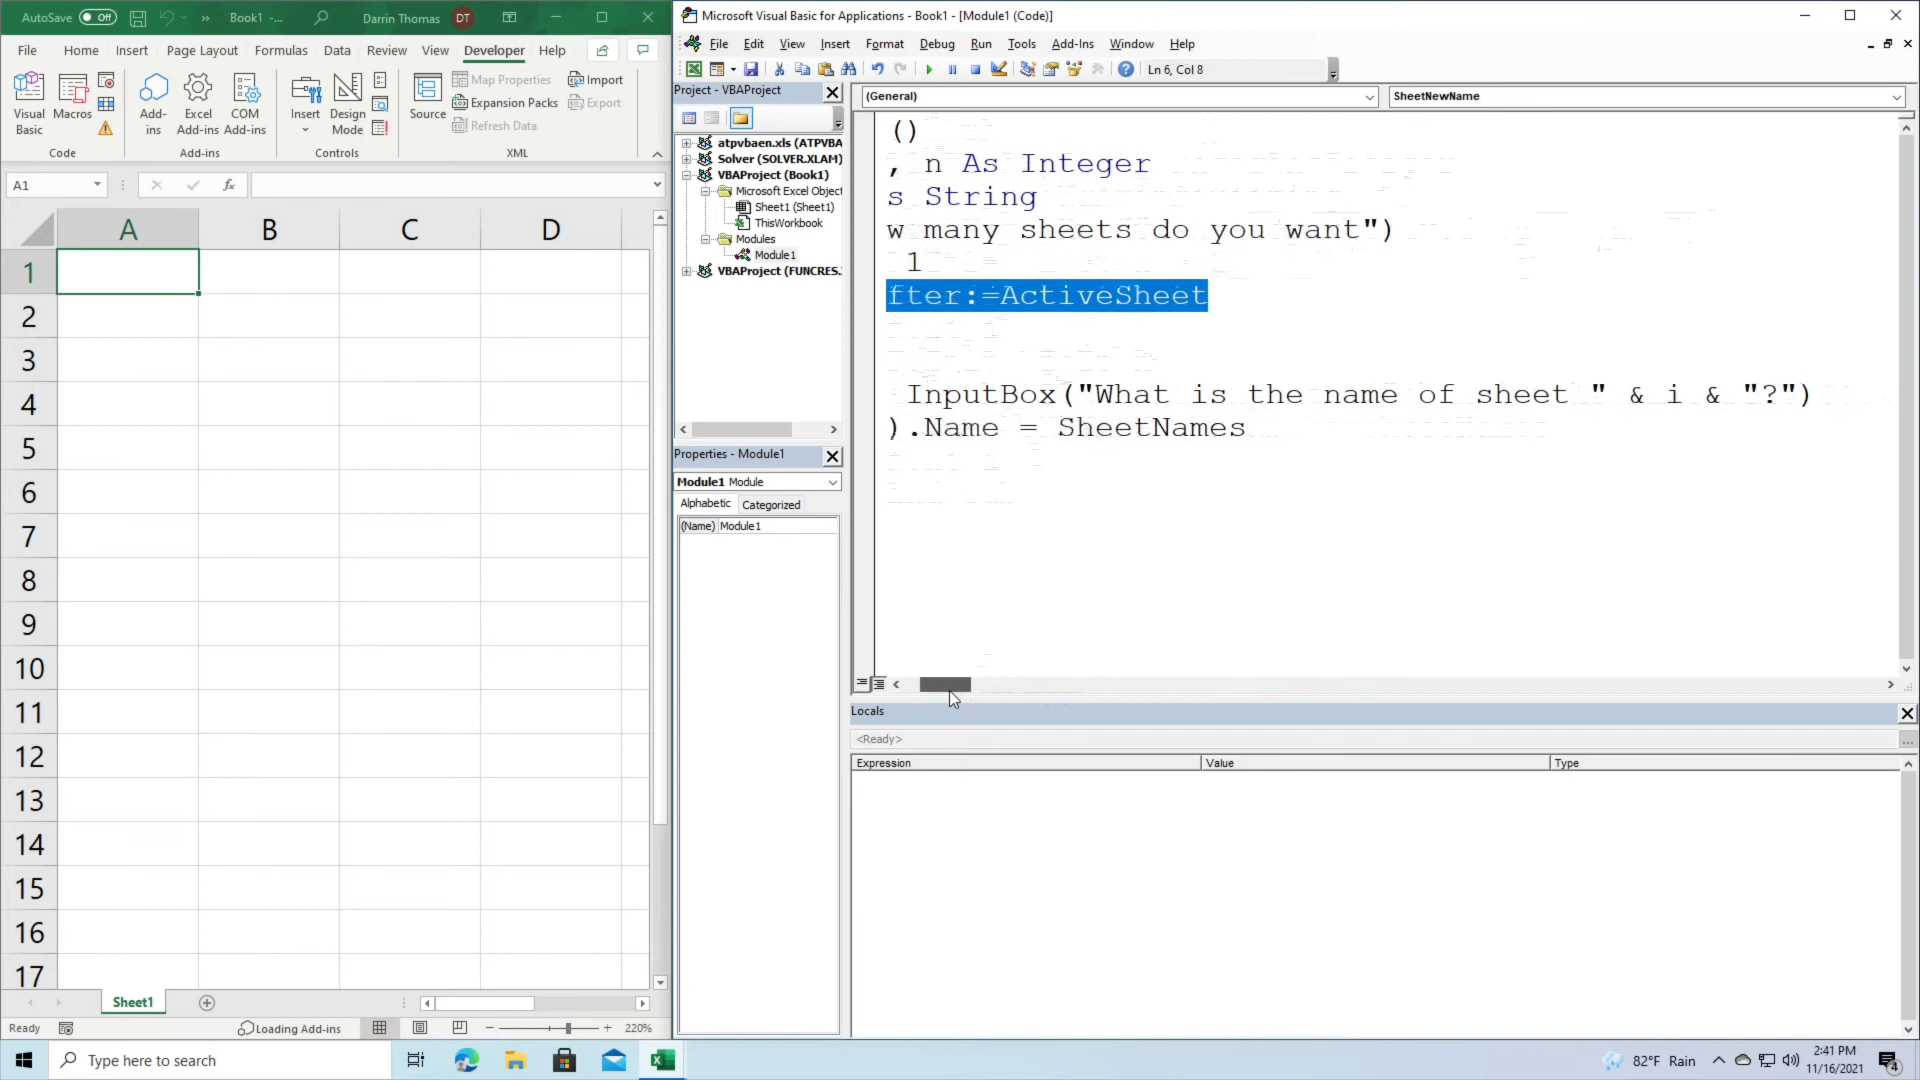 AutoSave Off » Book1 -... Darrin Thomas DT
File Home Insert Page Layout Formulas Data Review View Developer Help
Visual Basic
Macros
Add-ins
Excel Add-ins
COM Add-ins
Insert
Design Mode
Source
Map Properties
Expansion Packs
Refresh Data
Import
Export
Code Add-ins Controls XML
A1 fx
A B C D
1
2
3
4
5
6
7
8
9
10
11
12
13
14
15
16
17
Sheet1
Ready Loading Add-ins 220%
Microsoft Visual Basic for Applications - Book1 - [Module1 (Code)]
File Edit View Insert Format Debug Run Tools Add-Ins Window Help
Ln 6, Col 8
Project - VBAProject
atpvbaen.xls (ATPVBA
Solver (SOLVER.XLAM)
VBAProject (Book1)
Microsoft Excel Object
Sheet1 (Sheet1)
ThisWorkbook
Modules
Module1
VBAProject (FUNCRES.
Properties - Module1
Module1 Module
Alphabetic Categorized
(Name) Module1
(General) SheetNewName
()
, n As Integer
s String
w many sheets do you want")
1
fter:=ActiveSheet
InputBox("What is the name of sheet " & i & "?")
).Name = SheetNames
Locals
<Ready>
Expression Value Type
Type here to search
82°F Rain
2:41 PM
11/16/2021
4